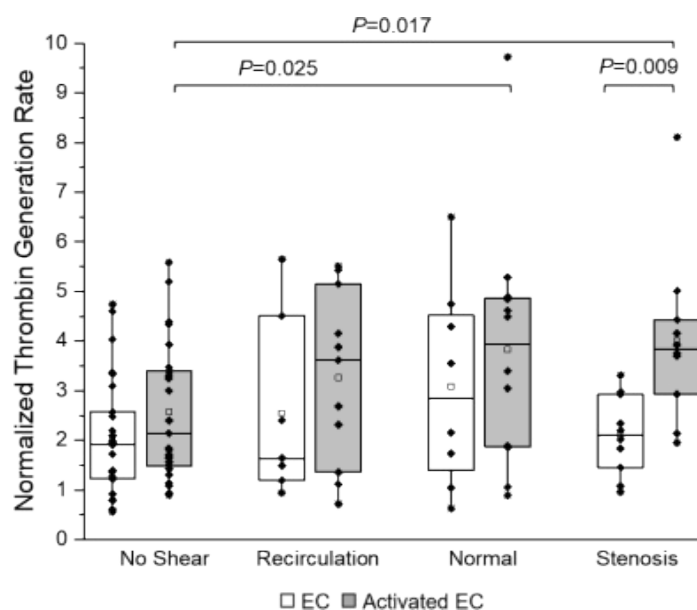 P=0.017
P=0.025
P=0.009
Normalized Thrombin Generation Rate
10
9
8
7
6
5
4
3
2
1
0
No Shear Recirculation Normal Stenosis
EC Activated EC